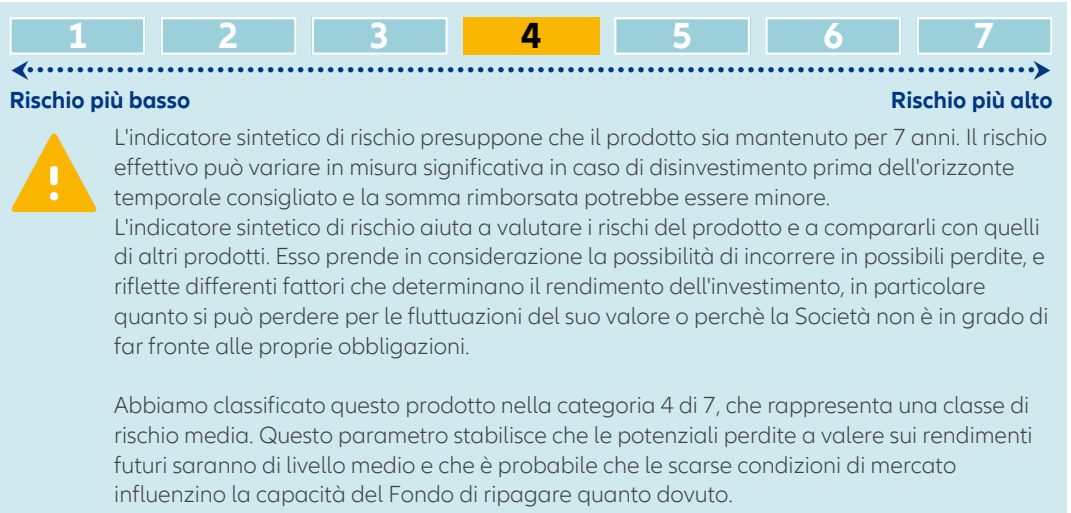 1 2 3 4 5 6 7
Rischio più basso Rischio più alto
L'indicatore sintetico di rischio presuppone che il prodotto sia mantenuto per 7 anni. Il rischio
effettivo può variare in misura significativa in caso di disinvestimento prima dell'orizzonte
temporale consigliato e la somma rimborsata potrebbe essere minore.
L'indicatore sintetico di rischio aiuta a valutare i rischi del prodotto e a compararli con quelli
di altri prodotti. Esso prende in considerazione la possibilità di incorrere in possibili perdite, e
riflette differenti fattori che determinano il rendimento dell'investimento, in particolare
quanto si può perdere per le fluttuazioni del suo valore o perchè la Società non è in grado di
far fronte alle proprie obbligazioni.
Abbiamo classificato questo prodotto nella categoria 4 di 7, che rappresenta una classe di
rischio media. Questo parametro stabilisce che le potenziali perdite a valere sui rendimenti
futuri saranno di livello medio e che è probabile che le scarse condizioni di mercato
influenzino la capacità del Fondo di ripagare quanto dovuto.